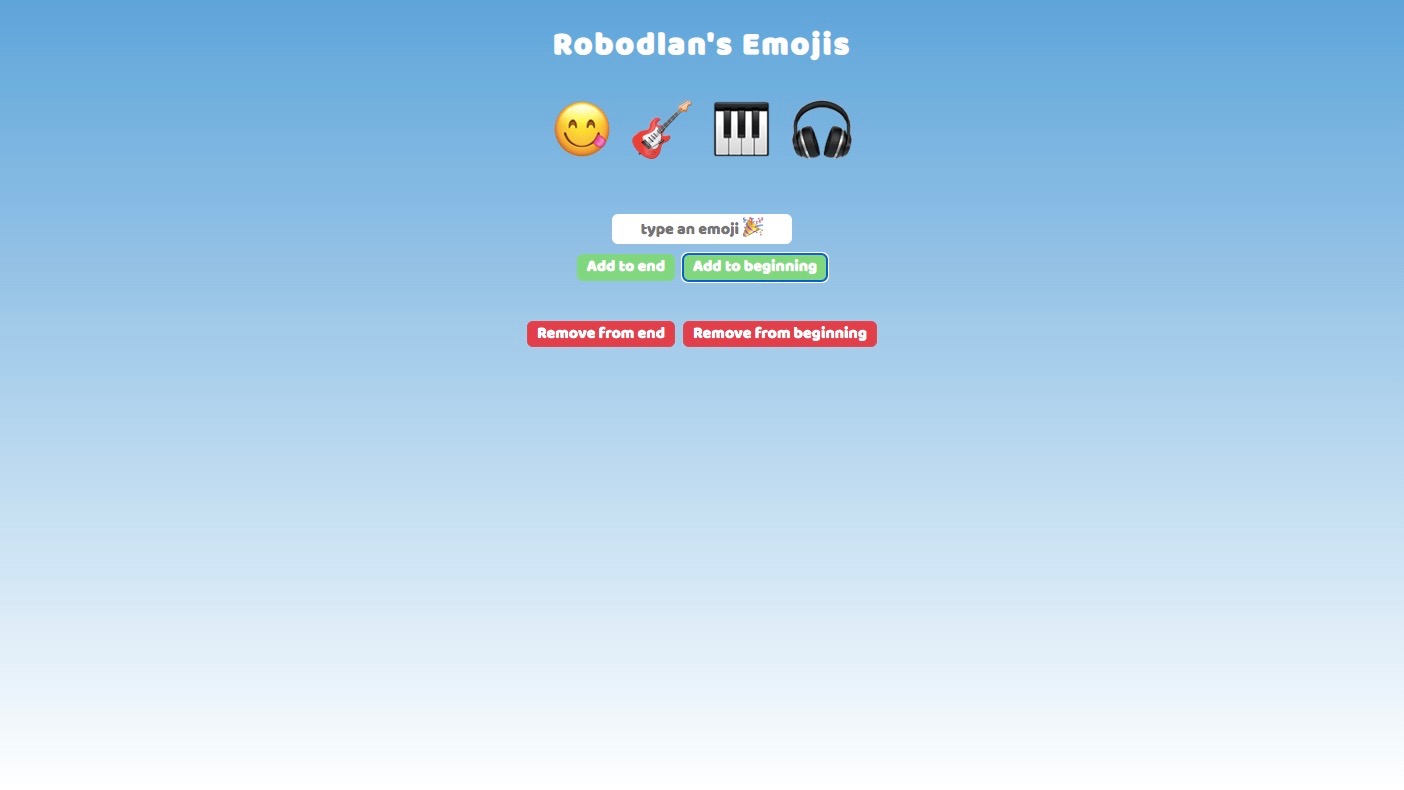 Robodlan's Emojis
type an emoji 🎉
Add to end
Add to beginning
Remove from end
Remove from beginning